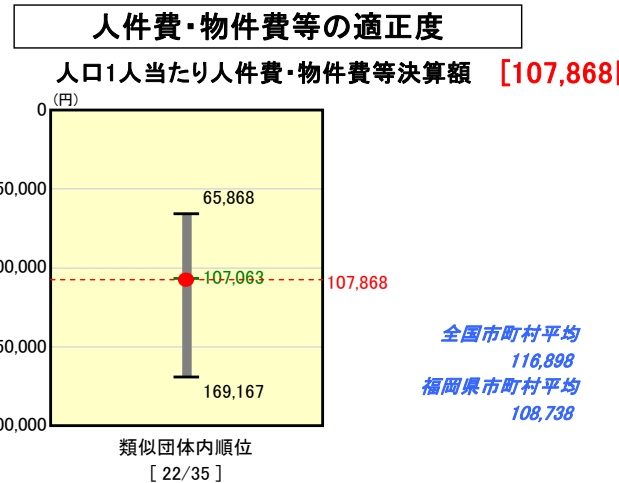 人件費・物件費等の適正度
人口1人当たり人件費・物件費等決算額 [107,868
(円)
0
50,000
00,000
50,000
00,000
65,868
107,063
107,868
169,167
全国市町村平均
116,898
福岡県市町村平均
108,738
類似団体内順位
[ 22/35 ]